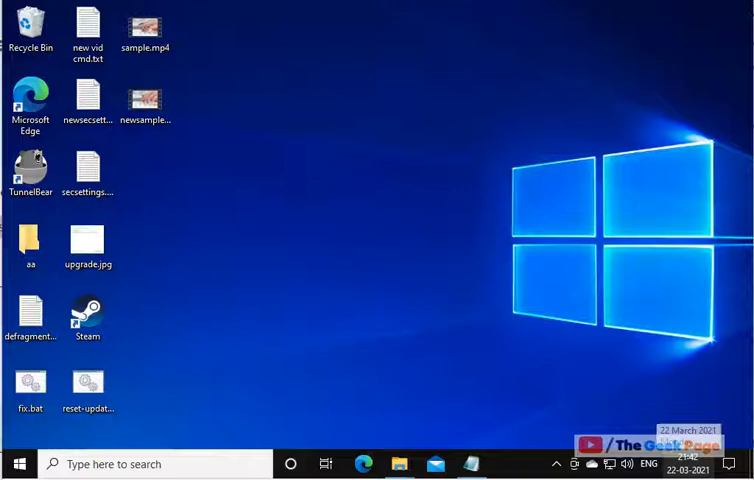 Recycle Bin
new vid
cmd.txt
sample.mp4
Microsoft
Edge
newsecsett...
newsample...
TunnelBear
secsettings....
aa
upgrade.jpg
defragment...
Steam
fix.bat
reset-updat...
22 March 2021
The Geek Page
Type here to search
ENG
21:42
22-03-2021